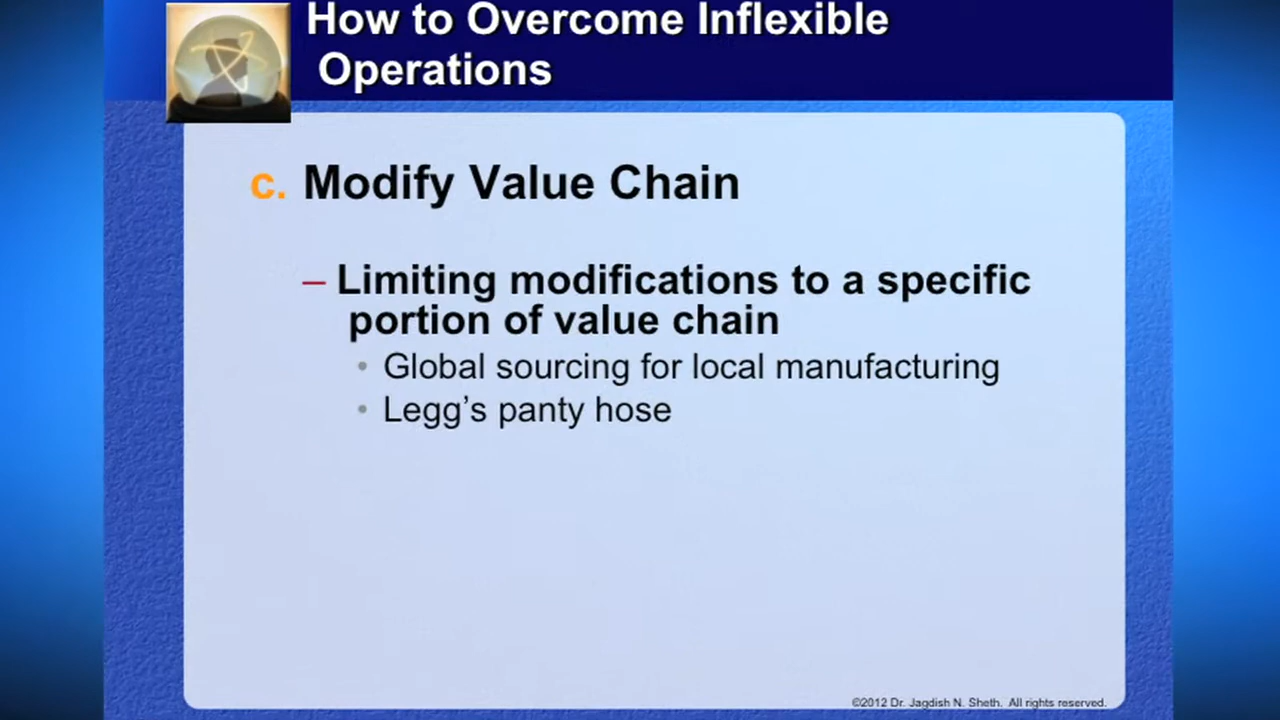 How to Overcome Inflexible
Operations
c. Modify Value Chain
– Limiting modifications to a specific
portion of value chain
• Global sourcing for local manufacturing
• Legg’s panty hose
©2012 Dr. Jagdish N. Sheth. All rights reserved.